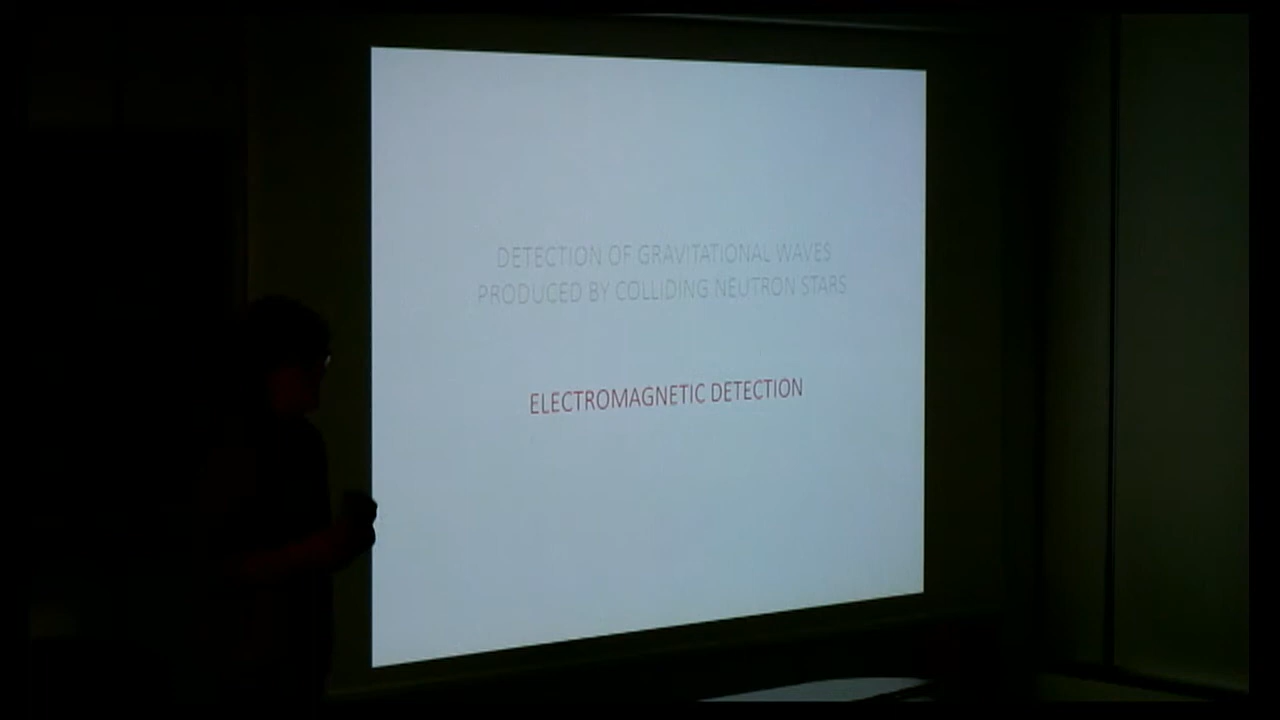 DETECTION OF GRAVITATIONAL WAVES
PRODUCED BY COLLIDING NEUTRON STARS
ELECTROMAGNETIC DETECTION